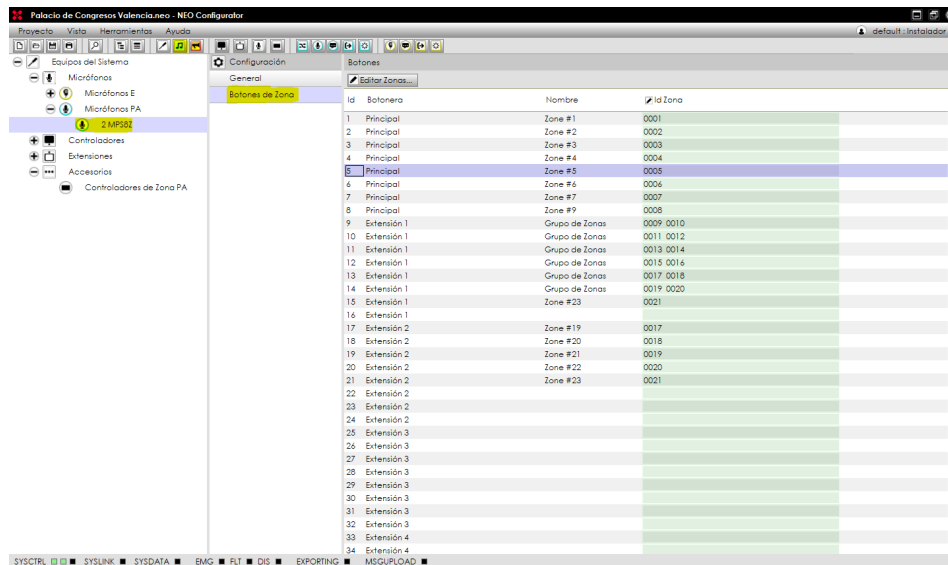 Palacio de Congresos Valencia.neo - NEO Configurator
Proyecto Vista Herramientas Ayuda
default : instalador
Equipos del Sistema
Micrófonos
Micrófonos E
Micrófonos PA
2 MPS8Z
Controladores
Extensiones
Accesorios
Controladores de Zona PA
Configuración
General
Botones de Zona
Botones
Editar Zonas...
Id Botonera Nombre Id Zona
1 Principal Zone #1 0001
2 Principal Zone #2 0002
3 Principal Zone #3 0003
4 Principal Zone #4 0004
5 Principal Zone #5 0005
6 Principal Zone #6 0006
7 Principal Zone #7 0007
8 Principal Zone #9 0008
9 Extensión 1 Grupo de Zonas 0009 0010
10 Extensión 1 Grupo de Zonas 0011 0012
11 Extensión 1 Grupo de Zonas 0013 0014
12 Extensión 1 Grupo de Zonas 0015 0016
13 Extensión 1 Grupo de Zonas 0017 0018
14 Extensión 1 Grupo de Zonas 0019 0020
15 Extensión 1 Zone #23 0021
16 Extensión 1
17 Extensión 2 Zone #19 0017
18 Extensión 2 Zone #20 0018
19 Extensión 2 Zone #21 0019
20 Extensión 2 Zone #22 0020
21 Extensión 2 Zone #23 0021
22 Extensión 2
23 Extensión 2
24 Extensión 2
25 Extensión 3
26 Extensión 3
27 Extensión 3
28 Extensión 3
29 Extensión 3
30 Extensión 3
31 Extensión 3
32 Extensión 3
33 Extensión 4
34 Extensión 4
SYSCTRL SYSLINK SYSDATA EMG FLT DIS EXPORTING MSGUPLOAD